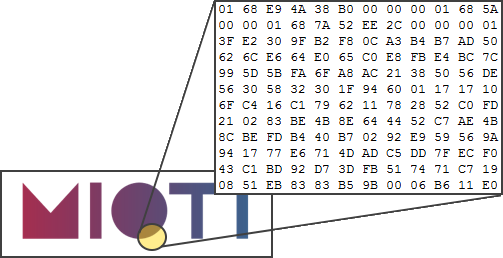 01 68 E9 4A 38 B0 00 00 00 01 68 5A
00 00 01 68 7A 52 EE 2C 00 00 00 01
3F E2 30 9F B2 F8 0C A3 B4 B7 AD 50
62 6C E6 64 E0 65 C0 E8 FB E4 BC 7C
99 5D 5B FA 6F A8 AC 21 38 50 56 DE
56 30 58 32 30 1F 94 60 01 17 17 10
6F C4 16 C1 79 62 11 78 28 52 C0 FD
21 02 83 BE 4B 8E 64 44 52 C7 AE 4B
8C BE FD B4 40 B7 02 92 E9 59 56 9A
94 17 77 E6 71 4D AD C5 DD 7F EC F0
43 C1 BD 92 D7 3D FB 51 74 71 C7 19
08 51 EB 83 83 B5 9B 00 06 B6 11 E0
MIOTI